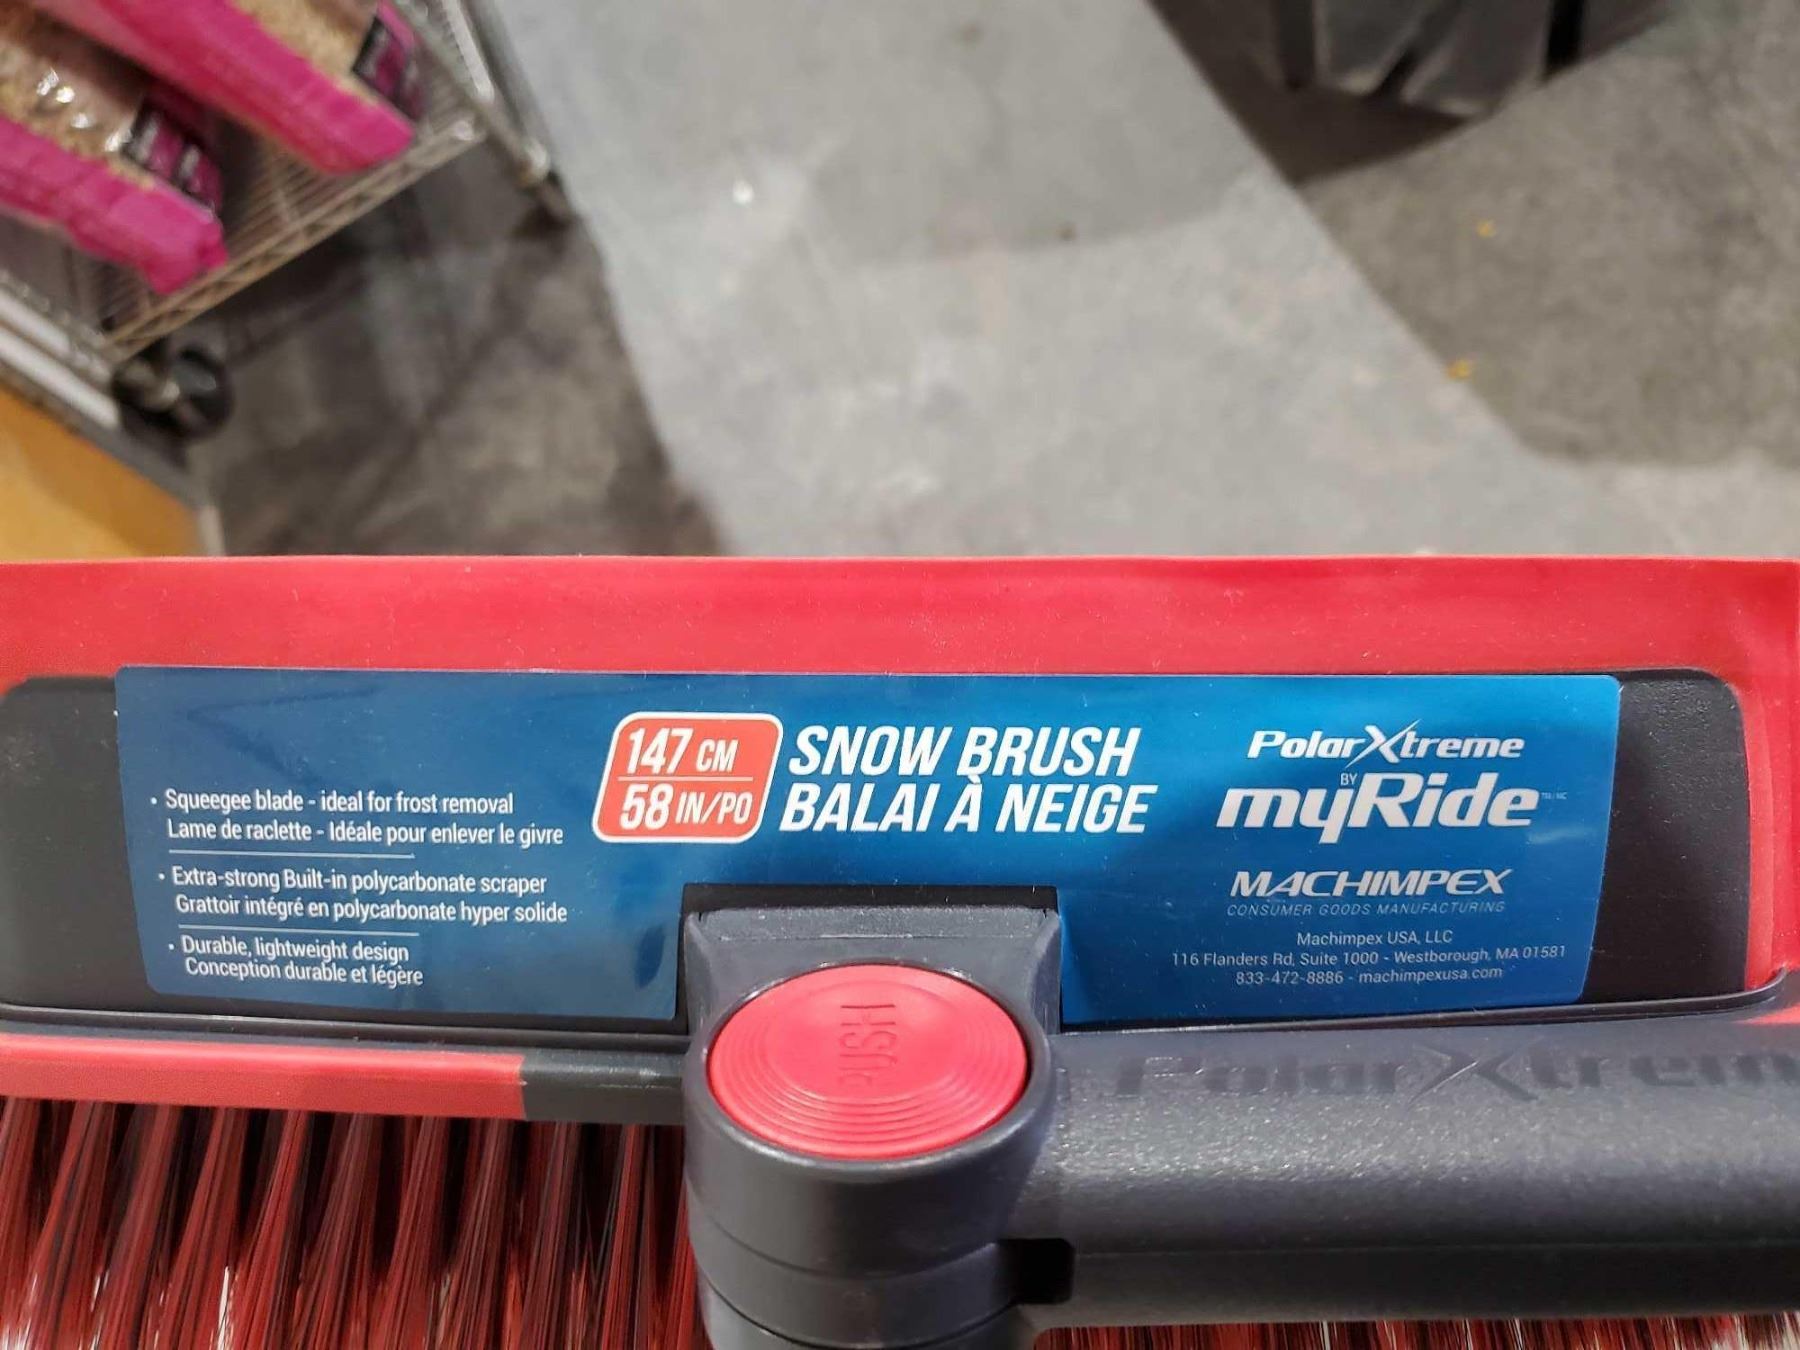 147 CM
58 IN/PO
SNOW BRUSH
BALAI À NEIGE
• Squeegee blade - ideal for frost removal
Lame de raclette - Idéale pour enlever le givre
• Extra-strong Built-in polycarbonate scraper
Grattoir intégré en polycarbonate hyper solide
• Durable, lightweight design
Conception durable et légère
PolarXtreme
BY
myRide
MACHIMPEX
CONSUMER GOODS MANUFACTURING
Machimpex USA, LLC
116 Flanders Rd, Suite 1000 - Westborough, MA 01581
833-472-8886 - machimpexusa.com
PUSH
PolarXtrem